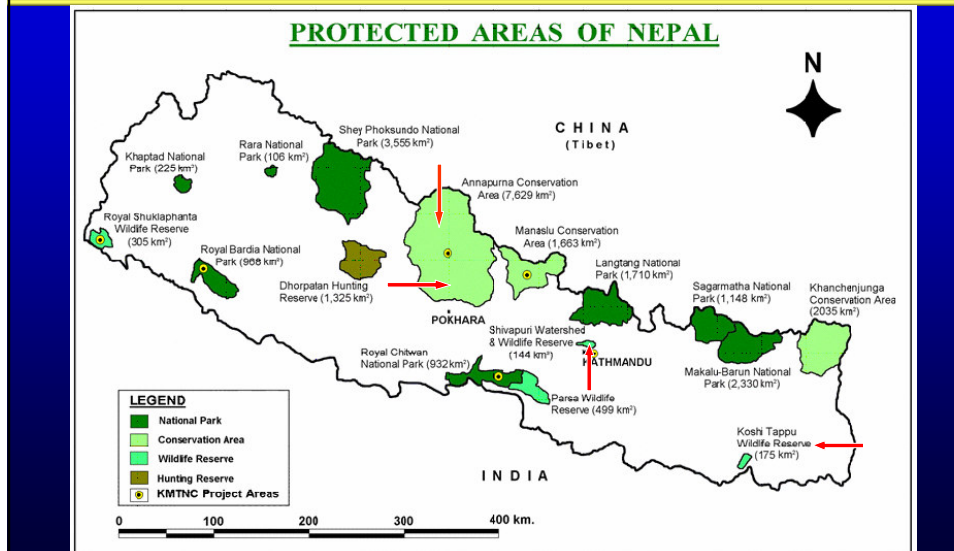 PROTECTED AREAS OF NEPAL
N
CHINA
(Tibet)
Shey Phoksundo National
Park (3,555 km²)
Rara National
Park (106 km²)
Khaptad National
Park (225 km²)
Annapurna Conservation
Area (7,629 km²)
Royal Shuklaphanta
Wildlife Reserve
(305 km²)
Manaslu Conservation
Area (1,663 km²)
Royal Bardia National
Park (968 km²)
Langtang National
Park (1,710 km²)
Sagarmatha National
Park (1,148 km²)
Khanchenjunga
Conservation Area
(2035 km²)
Dhorpatan Hunting
Reserve (1,325 km²)
POKHARA
Shivapuri Watershed
& Wildlife Reserve
(144 km²)
KATHMANDU
Royal Chitwan
National Park (932 km²)
Makalu-Barun National
Park (2,330 km²)
Parsa Wildlife
Reserve (499 km²)
Koshi Tappu
Wildlife Reserve
(175 km²)
INDIA
LEGEND
National Park
Conservation Area
Wildlife Reserve
Hunting Reserve
KMTNC Project Areas
0 100 200 300 400 km.